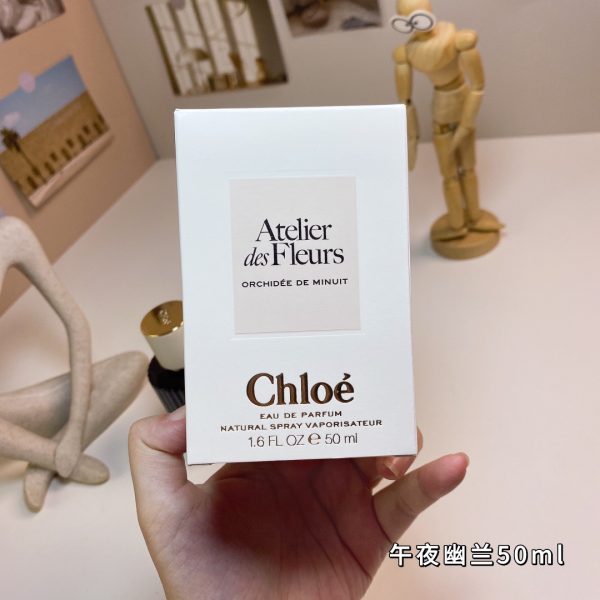 Atelier
des Fleurs
ORCHIDÉE DE MINUIT
Chloé
EAU DE PARFUM
NATURAL SPRAY VAPORISATEUR
1.6 FL OZ ℮ 50 ml
午夜幽兰50ml